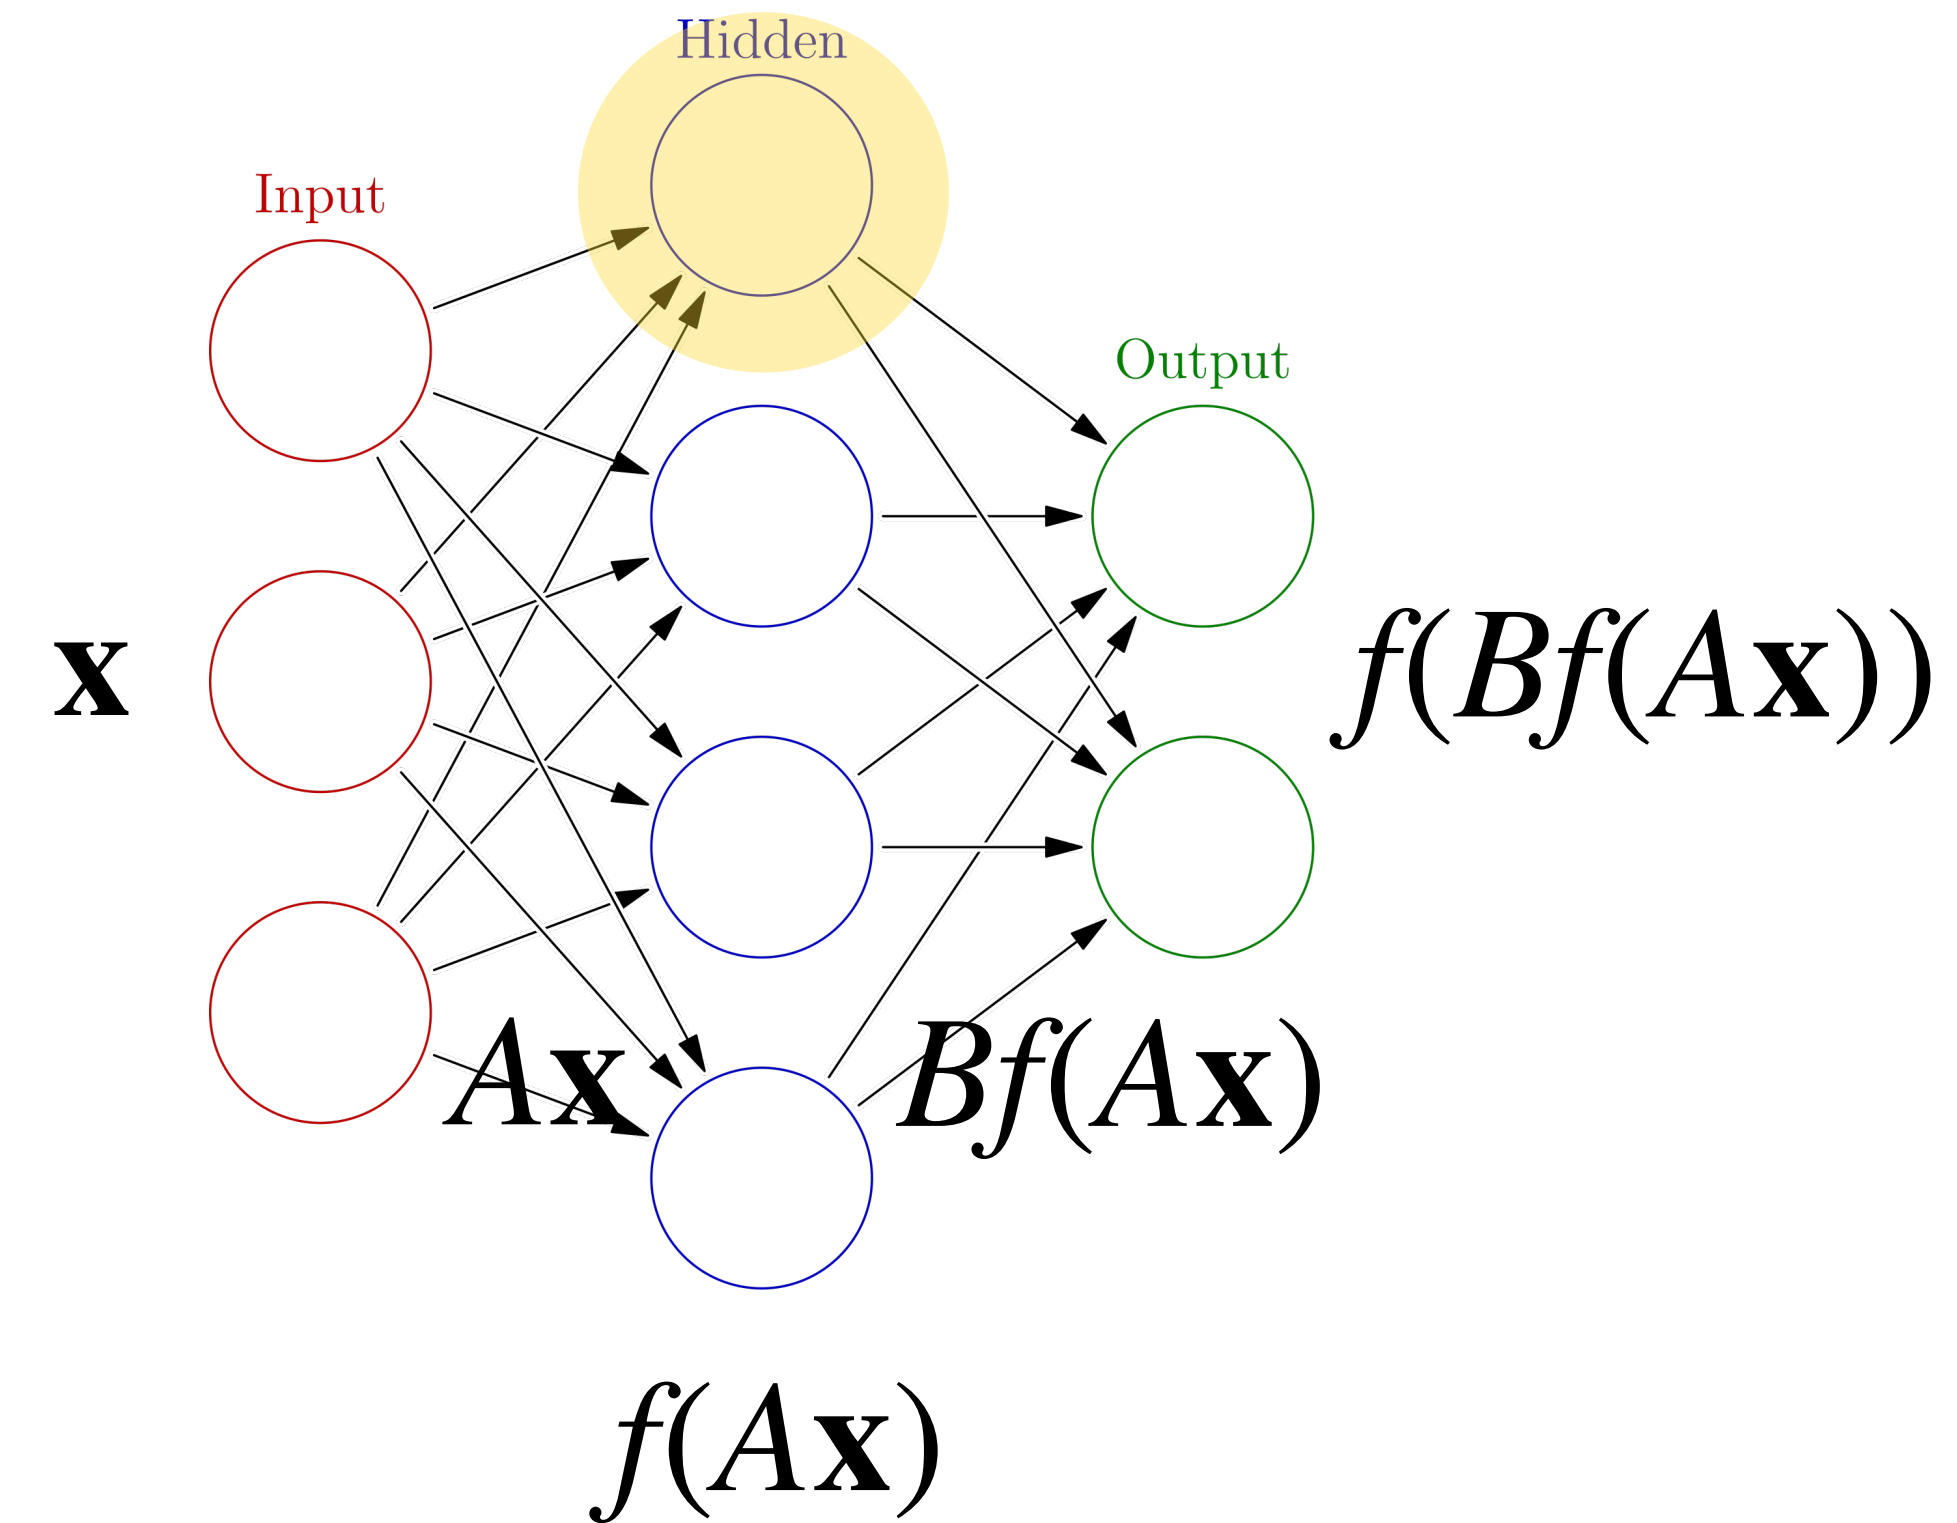 Hidden
Input
Output
x
f(Bf(Ax))
Ax
Bf(Ax)
f(Ax)